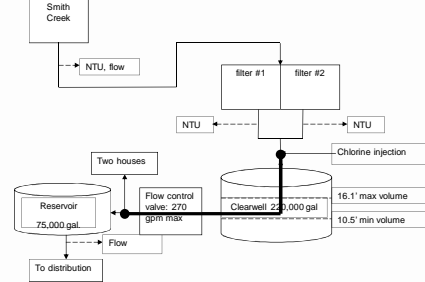 Smith
Creek
NTU, flow
filter #1
filter #2
NTU
NTU
Chlorine injection
Two houses
16.1' max volume
Clearwell 220,000 gal
10.5' min volume
Flow control
valve: 270
gpm max
Reservoir
75,000 gal.
Flow
To distribution